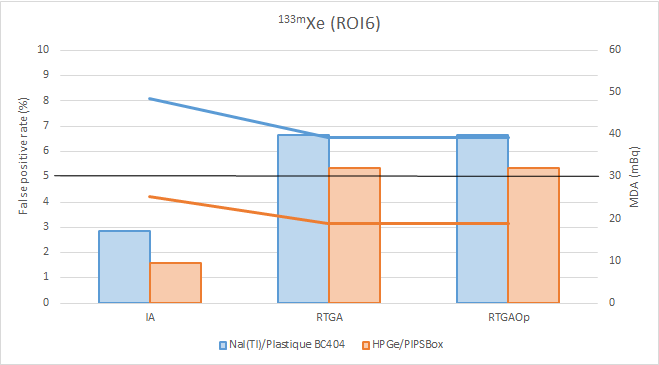 133mXe (ROI6)
10
9
8
7
6
5
4
3
2
1
0
False positive rate (%)
60
50
40
30
20
10
0
MDA (mBq)
IA
RTGA
RTGAOp
NaI(Tl)/Plastique BC404
HPGe/PIPSBox